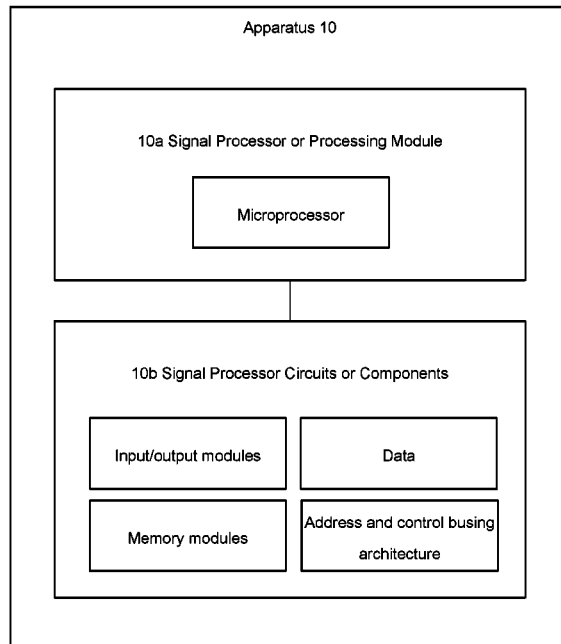 Apparatus 10
10a Signal Processor or Processing Module
Microprocessor
10b Signal Processor Circuits or Components
Input/output modules
Data
Memory modules
Address and control busing
architecture